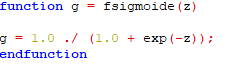 function g = fsigmoide(z)
g = 1.0 ./ (1.0 + exp(-z));
endfunction